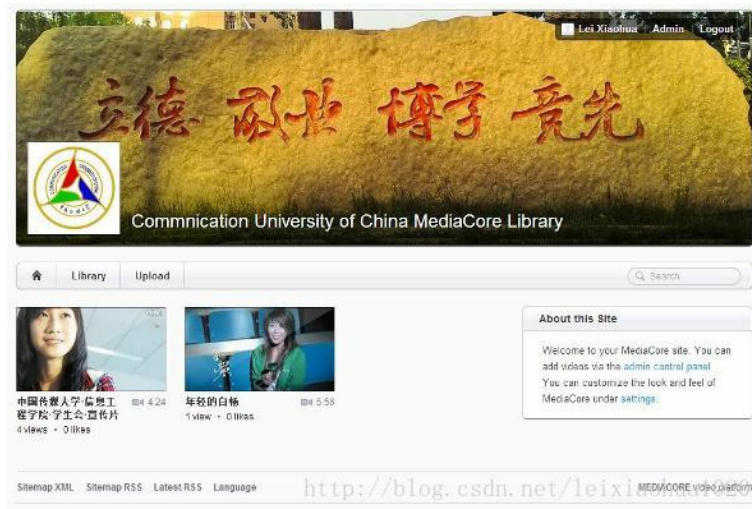 Lei Xiaohua Admin Logout
立德 敬业 博学 竞先
Commnication University of China MediaCore Library
Library Upload
Search
About this Site
Welcome to your MediaCore site. You can
add videos via the admin control panel.
You can customize the look and feel of
MediaCore under settings.
中国传媒大学·信息工
程学院·学生会·宣传片
4:24
4 views • 0 likes
年轻的白杨
5:58
1 view • 0 likes
Sitemap XML Sitemap RSS Latest RSS Language
MEDIACORE video platform
http://blog.csdn.net/leixiaohua1020